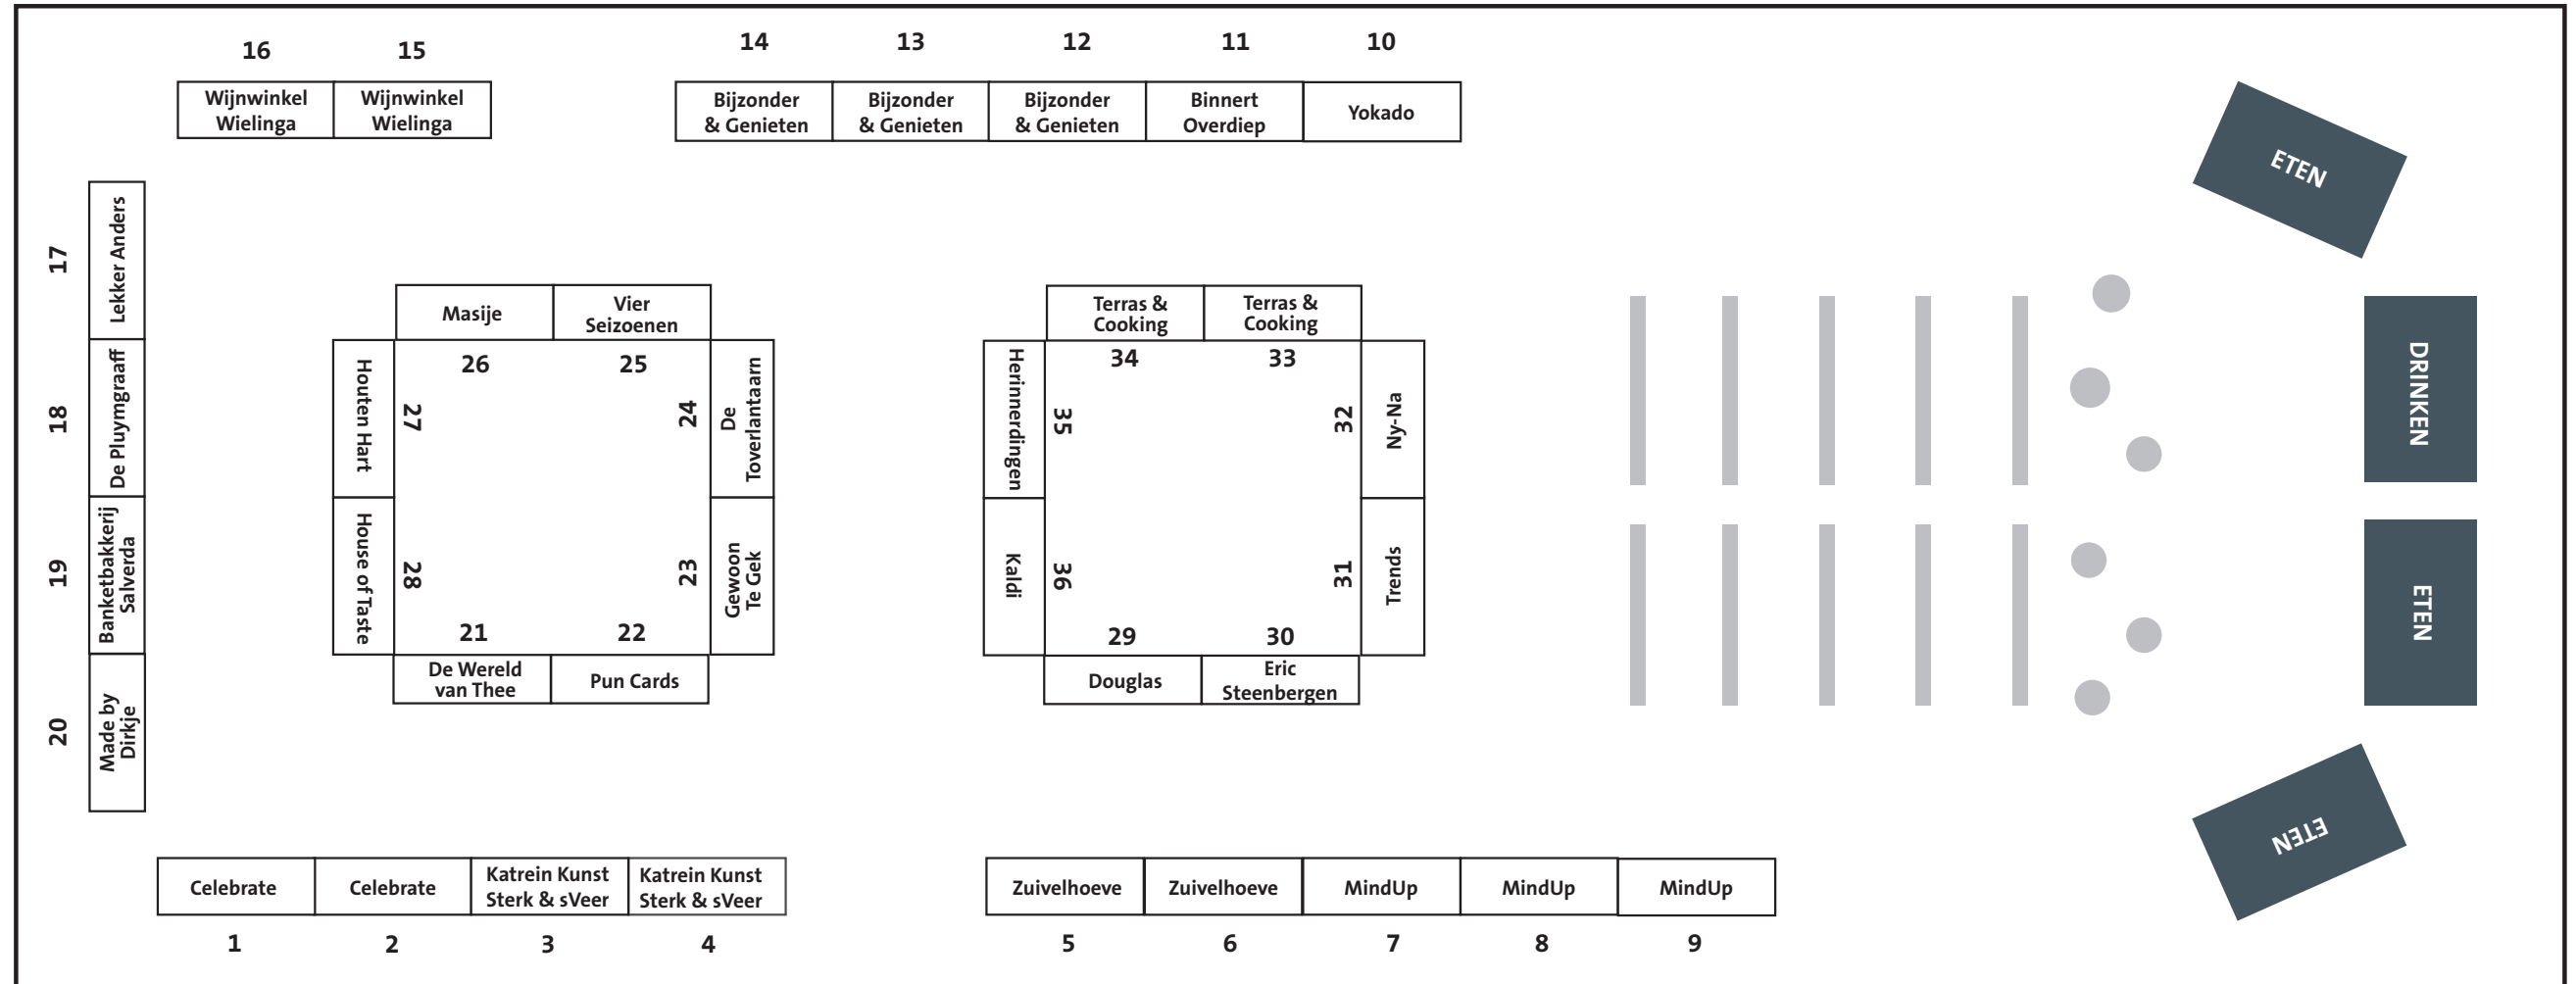 16
15
14
13
12
11
10
Wijnwinkel
Wielinga
Wijnwinkel
Wielinga
Bijzonder
& Genieten
Bijzonder
& Genieten
Bijzonder
& Genieten
Binnert
Overdiep
Yokado
ETEN
17
Lekker Anders
18
De Pluymgraaff
19
Banketbakkerij
Salverda
20
Made by
Dirkje
Masije
Vier
Seizoenen
26
25
Houten Hart
27
24
De
Toverlantaarn
House of Taste
28
23
Gewoon
Te Gek
21
22
De Wereld
van Thee
Pun Cards
Terras &
Cooking
Terras &
Cooking
34
33
Herinnerdingen
35
32
Ny-Na
Kaldi
36
31
Trends
29
30
Douglas
Eric
Steenbergen
DRINKEN
ETEN
ETEN
Celebrate
Celebrate
Katrein Kunst
Sterk & sVeer
Katrein Kunst
Sterk & sVeer
Zuivelhoeve
Zuivelhoeve
MindUp
MindUp
MindUp
1
2
3
4
5
6
7
8
9